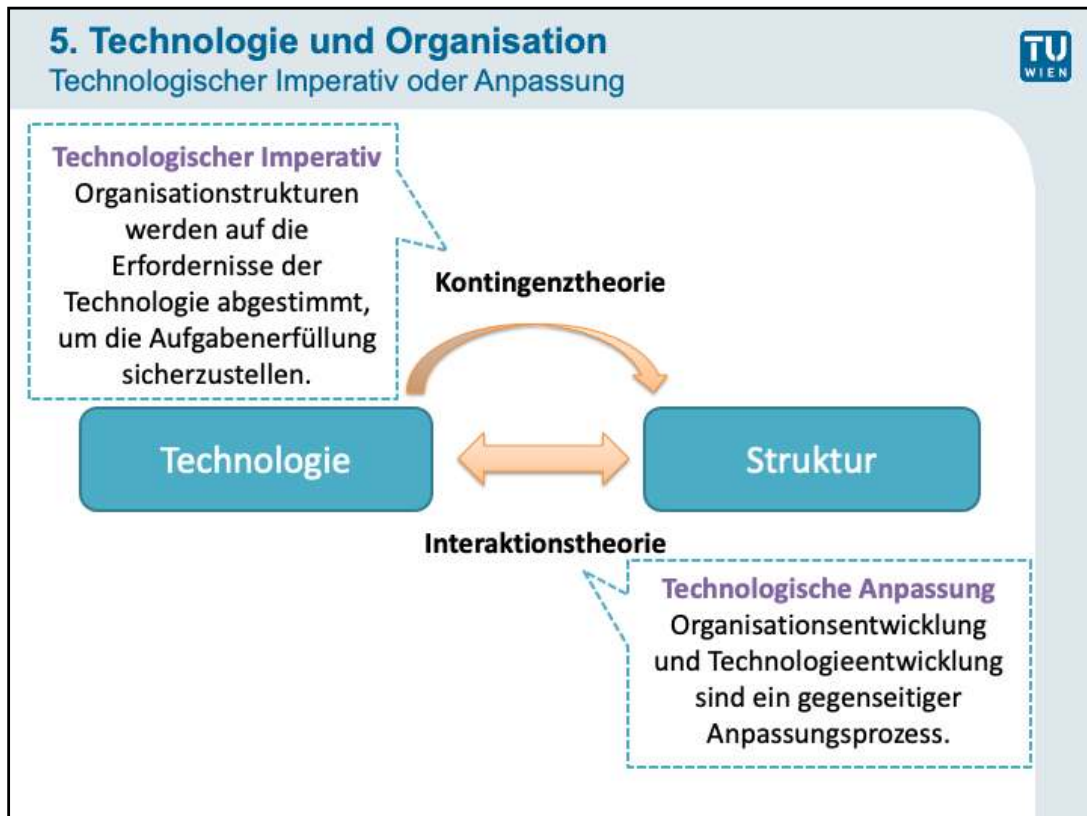 5. Technologie und Organisation
Technologischer Imperativ oder Anpassung
TU
WIEN
Technologischer Imperativ
Organisationstrukturen
werden auf die
Erfordernisse der
Technologie abgestimmt,
um die Aufgabenerfüllung
sicherzustellen.
Kontingenztheorie
Technologie
Struktur
Interaktionstheorie
Technologische Anpassung
Organisationsentwicklung
und Technologieentwicklung
sind ein gegenseitiger
Anpassungsprozess.